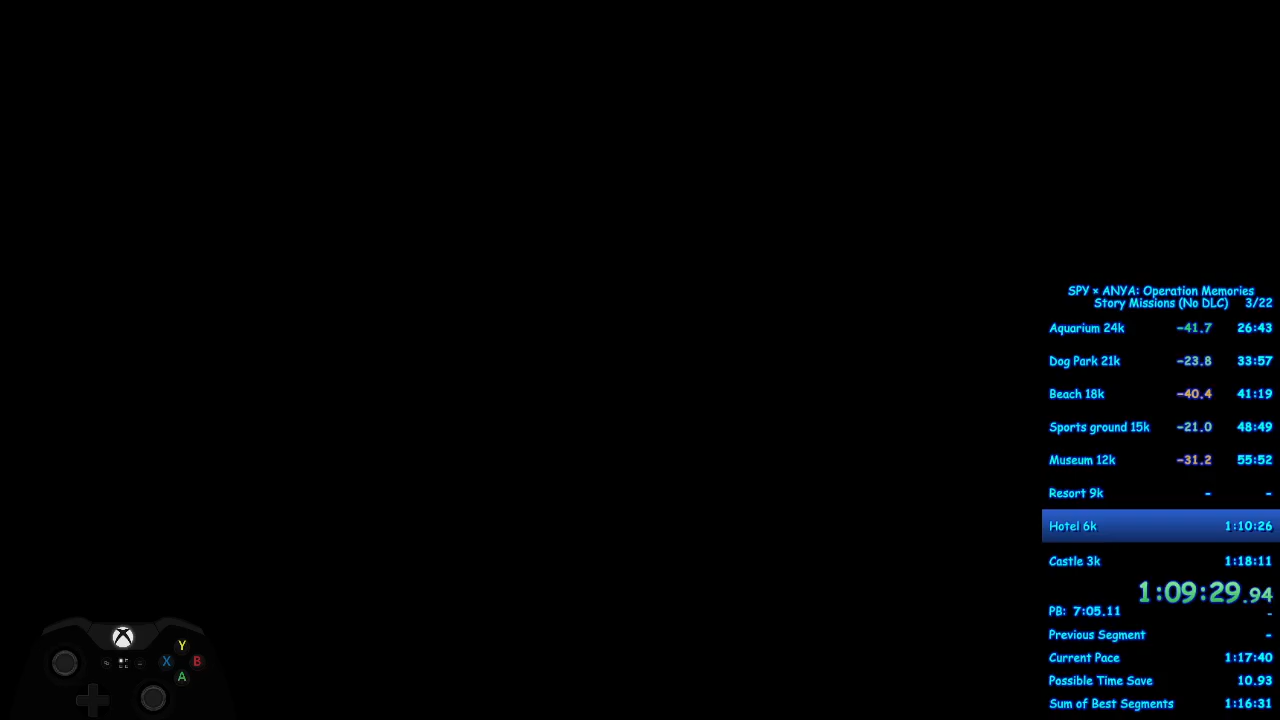 SPY × ANYA: Operation Memories
Story Missions (No DLC) 3/22
Aquarium 24k -41.7 26:43
Dog Park 21k -23.8 33:57
Beach 18k -40.4 41:19
Sports ground 15k -21.0 48:49
Museum 12k -31.2 55:52
Resort 9k - -
Hotel 6k 1:10:26
Castle 3k 1:18:11
1:09:29.94
PB: 7:05.11 -
Previous Segment -
Current Pace 1:17:40
Possible Time Save 10.93
Sum of Best Segments 1:16:31
Y
X B
A